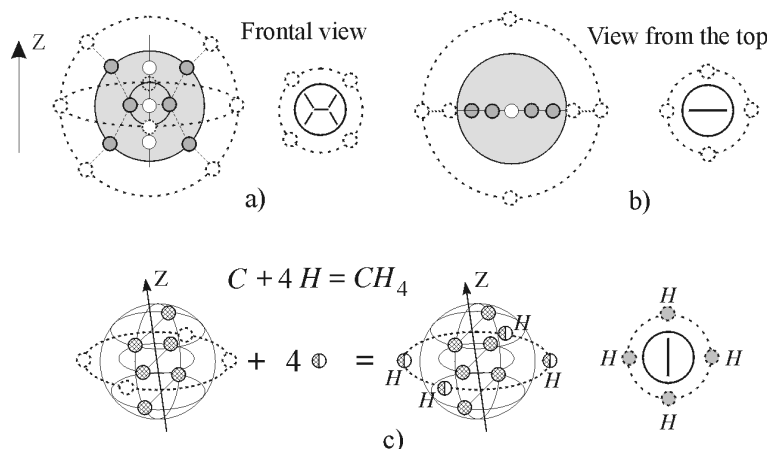 Z
Frontal view
View from the top
a)
b)
C + 4 H = CH4
Z
Z
+ 4 =
H
H
H
H
H
H
H
H
c)